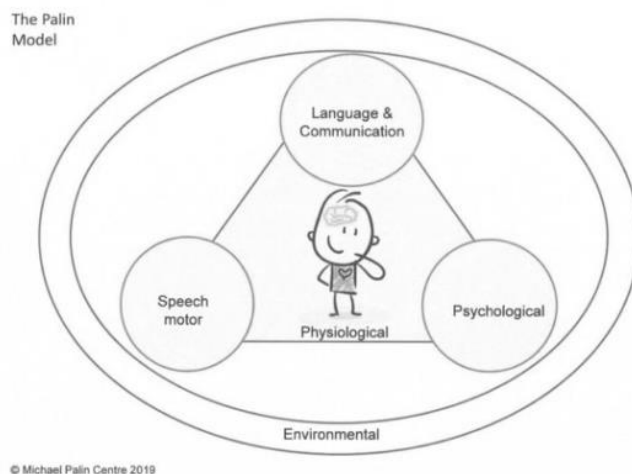 The Palin
Model
Language &
Communication
Speech
motor
Psychological
Physiological
Environmental
© Michael Palin Centre 2019